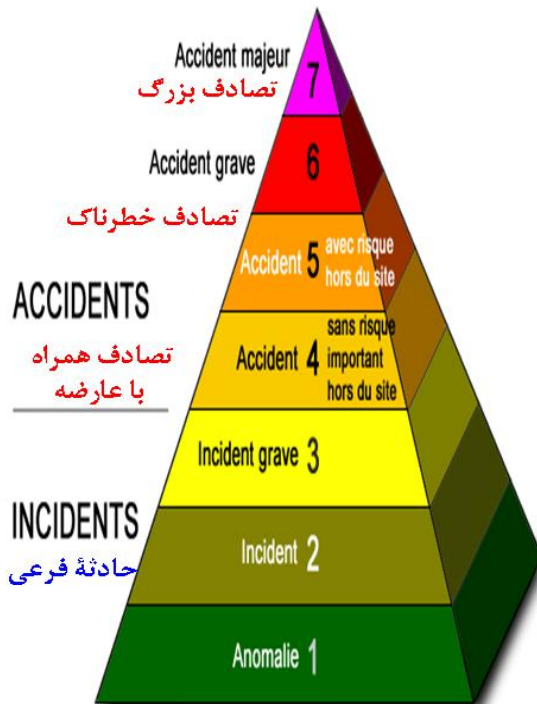 Accident majeur
تصادف بزرگ
7
Accident grave
6
تصادف خطرناک
Accident 5 avec risque
hors du site
ACCIDENTS
تصادف همراه
با عارضه
Accident 4 sans risque
important
hors du site
Incident grave 3
INCIDENTS
حادثۀ فرعی
Incident 2
Anomalie 1